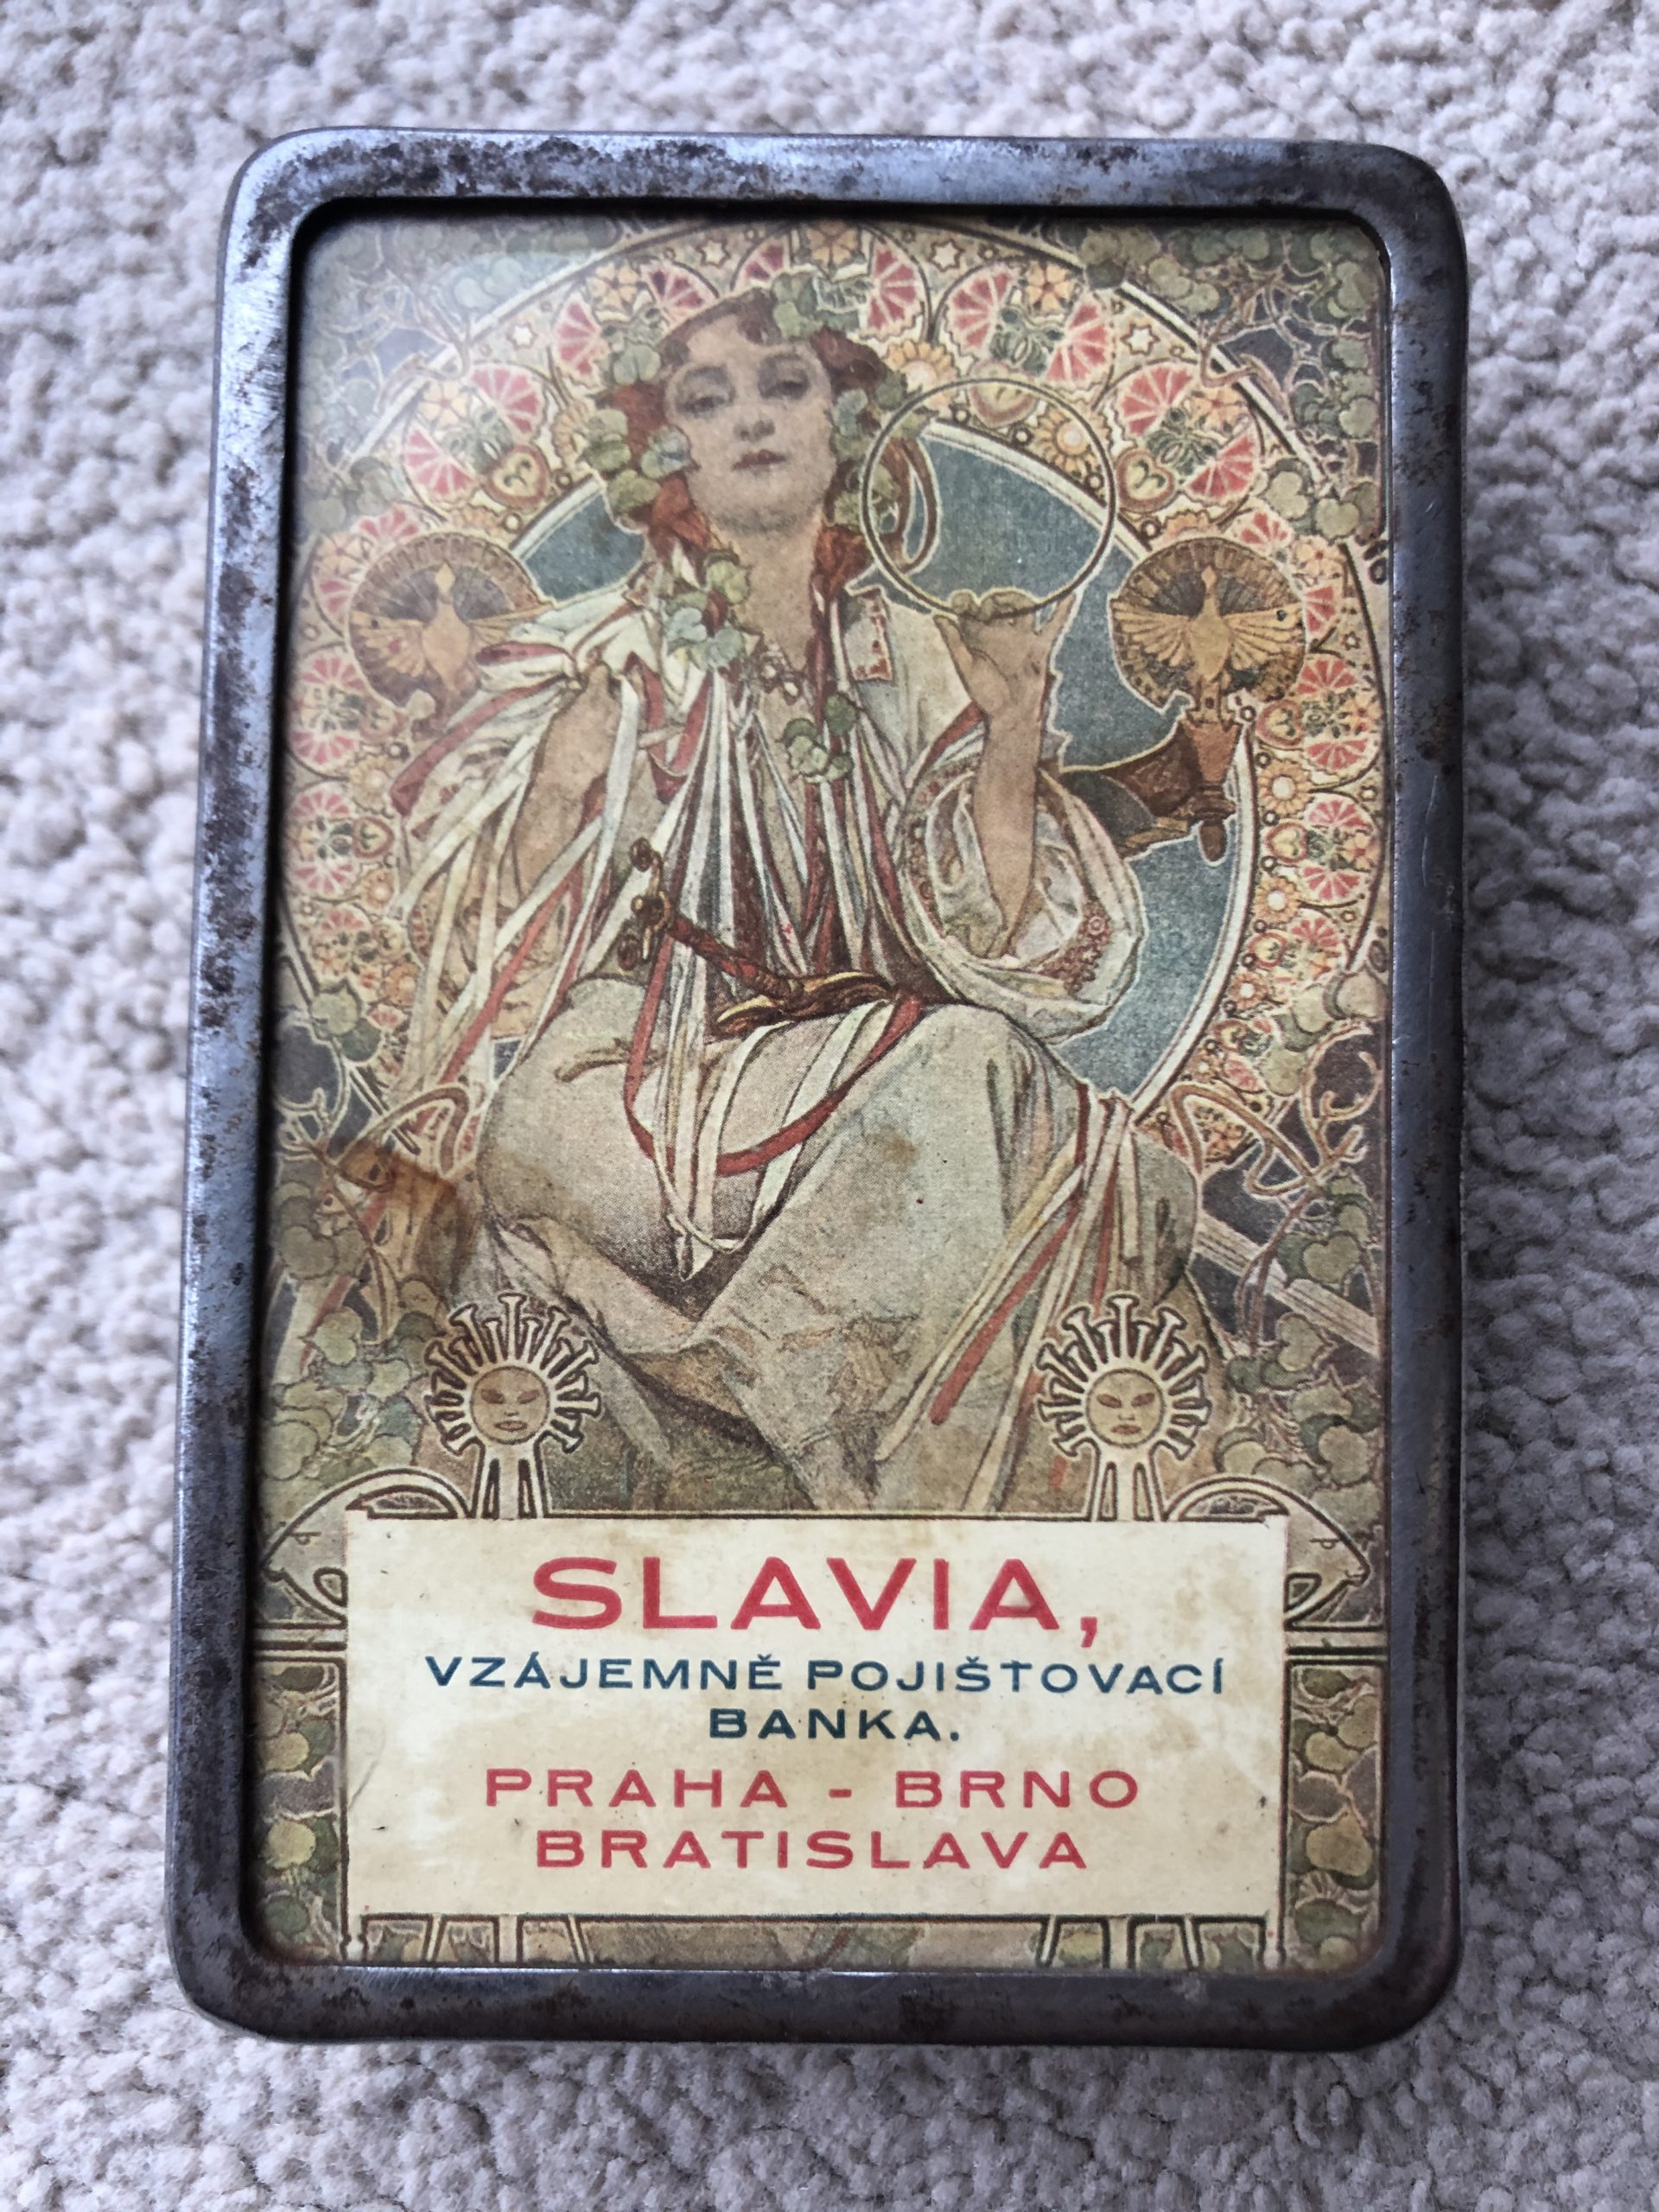 SLAVIA,
VZÁJEMNĚ POJIŠŤOVACÍ
BANKA.
PRAHA - BRNO
BRATISLAVA